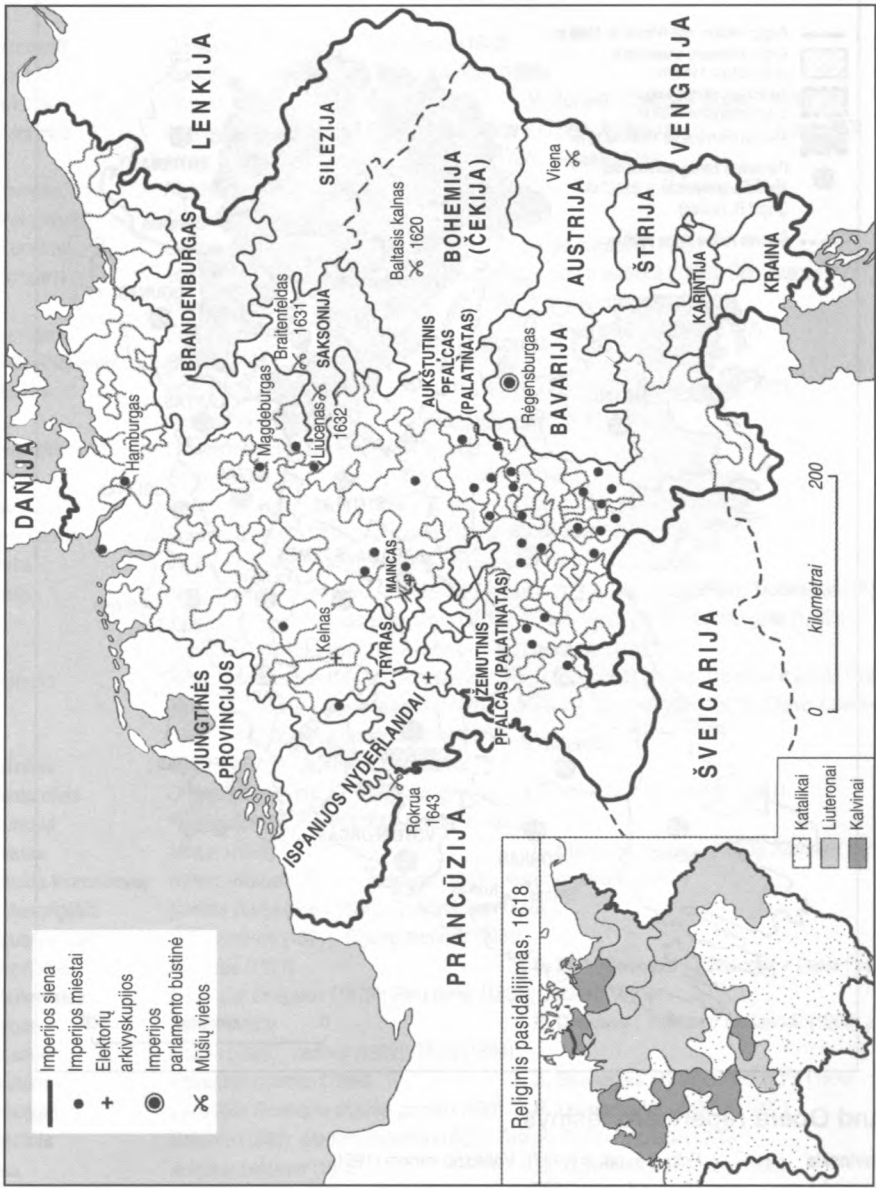 Imperijos siena
Imperijos miestai
Elektorių
arkivyskupijos
Imperijos
parlamento būstinė
Mūšių vietos
DANIJA
Hamburgas
LENKIJA
BRANDENBURGAS
JUNGTINĖS
PROVINCIJOS
Magdeburgas
Braitenfeldas
1631
Liucenas
1632
SAKSONIJA
SILEZIJA
Kelnas
ISPANIJOS NYDERLANDAI
TRYRAS
MAINCAS
Baltasis kalnas
1620
BOHEMIJA
(ČEKIJA)
Rokrua
1643
PRANCŪZIJA
ŽEMUTINIS
PFALCAS (PALATINATAS)
AUKŠTUTINIS
PFALCAS
(PALATINATAS)
Regensburgas
BAVARIJA
Viena
AUSTRIJA
VENGRIJA
ŠTIRIJA
KARINTIJA
KRAINA
ŠVEICARIJA
0
200
kilometrai
Religinis pasidalijimas, 1618
Katalikai
Liuteronai
Kalvinai